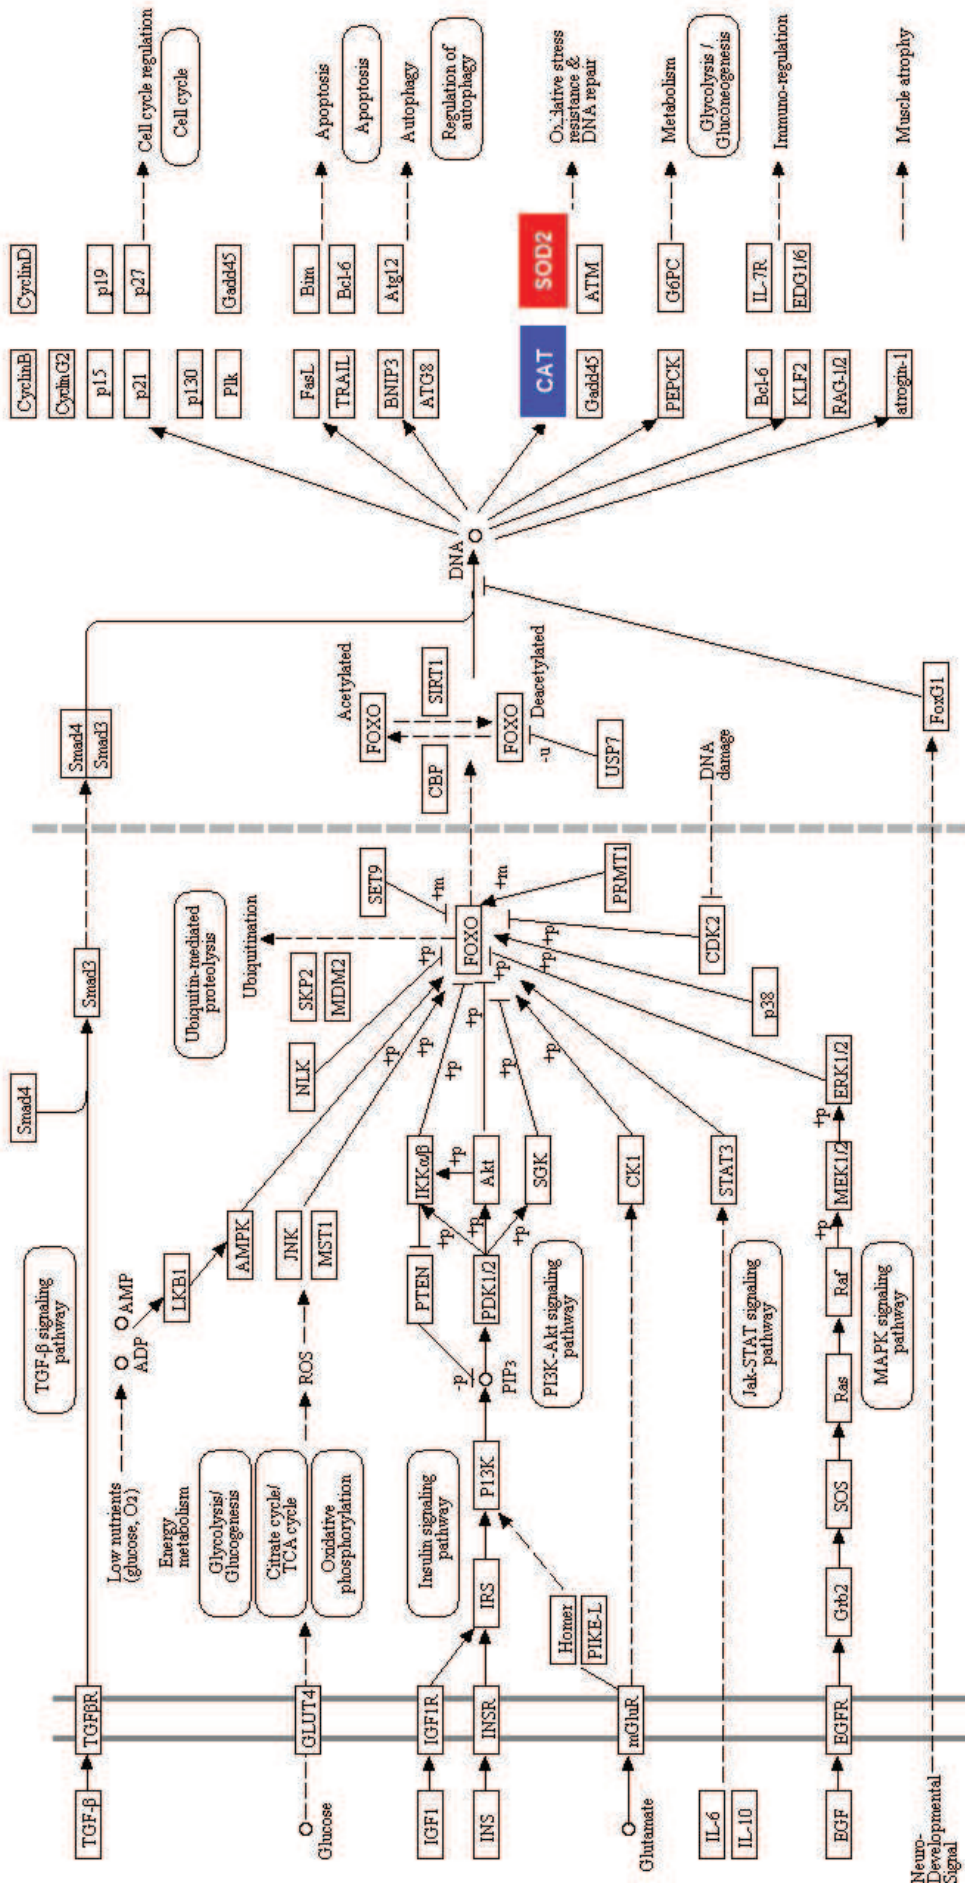 TGF-β
TGFβR
TGF-β signaling
pathway
Smad4
Smad3
Smad4
Smad3
Low nutrients
(glucose, O2)
ADP
AMP
LKB1
AMPK
Energy
metabolism
Glucose
GLUT4
Glycolysis/
Glucogenesis
Citrate cycle/
TCA cycle
Oxidative
phosphorylation
ROS
JNK
MST1
NLK
SKP2
MDM2
Ubiquitination
Ubiquitin-mediated
proteolysis
IGF1
IGF1R
INS
INSR
Insulin signaling
pathway
IRS
P13K
PIP3
-p
PTEN
PDK1/2
IKKα/β
Akt
SGK
+p
+p
+p
+p
PI3K-Akt signaling
pathway
Homer
PIKE-L
Glutamate
mGluR
CK1
IL-6
IL-10
Jak-STAT signaling
pathway
STAT3
EGF
EGFR
Grb2
SOS
Ras
Raf
+p
MEK1/2
+p
ERK1/2
MAPK signaling
pathway
Neuro-
Developmental
Signal
FoxG1
p38
CDK2
DNA
damage
PRMT1
+m
SET9
+m
FOXO
+p
+p
+p
+p
+p
+p
+p
+p
+p
+p
CBP
SIRT1
Acetylated
FOXO
FOXO
Deacetylated
-u
USP7
DNA
CyclinB
CyclinD
CyclinG2
p15
p19
p21
p27
p130
Plk
Gadd45
Cell cycle regulation
Cell cycle
FasL
Bim
TRAIL
Bcl-6
Apoptosis
Apoptosis
BNIP3
Atg12
ATG8
Autophagy
Regulation of
autophagy
CAT
SOD2
Gadd45
ATM
Oxidative stress
resistance &
DNA repair
PEPCK
G6PC
Metabolism
Glycolysis /
Gluconeogenesis
Bcl-6
IL-7R
KLF2
EDG1/6
RAG-1/2
Immuno-regulation
atrogin-1
Muscle atrophy